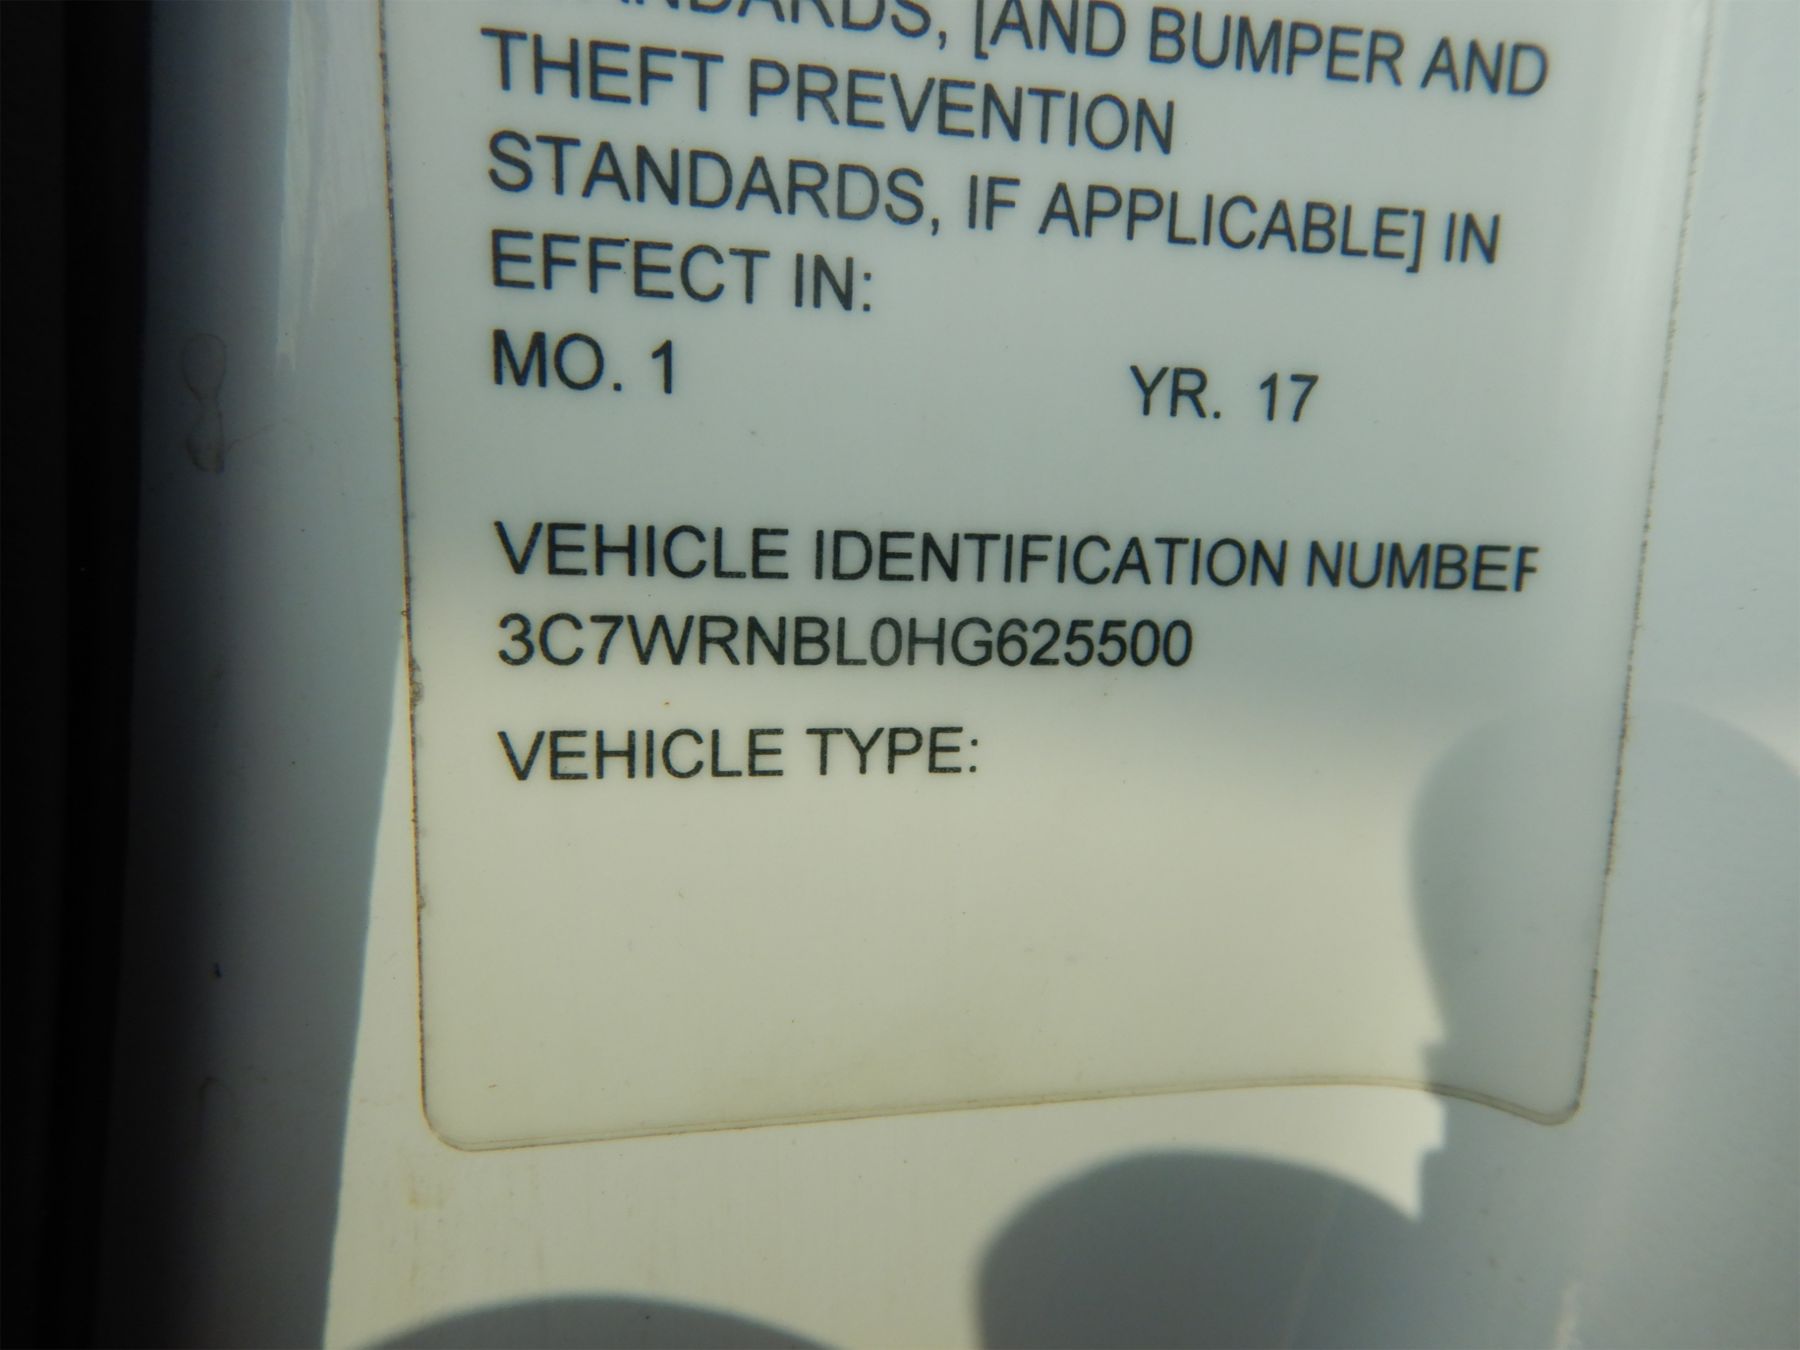 STANDARDS, [AND BUMPER AND
THEFT PREVENTION
STANDARDS, IF APPLICABLE] IN
EFFECT IN:
MO. 1 YR. 17
VEHICLE IDENTIFICATION NUMBER
3C7WRNBL0HG625500
VEHICLE TYPE: